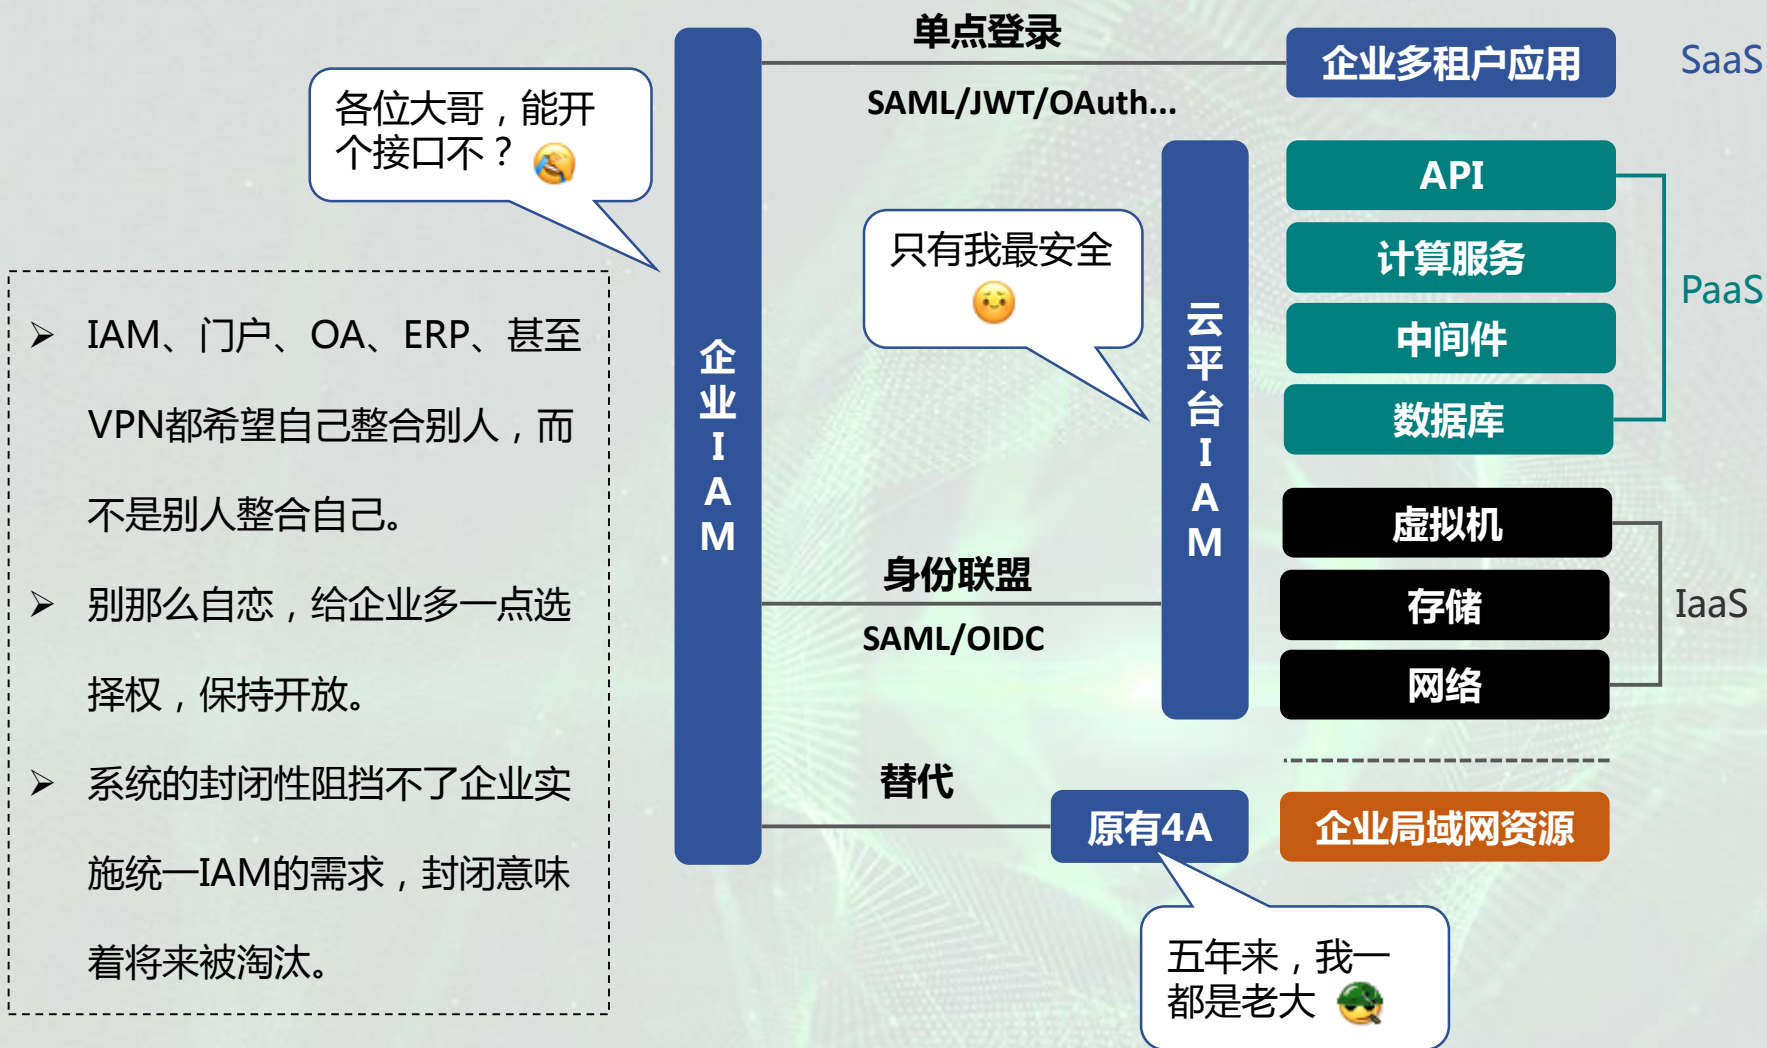 单点登录
企业多租户应用
SaaS
SAML/JWT/OAuth...
各位大哥，能开
个接口不？
API
只有我最安全
计算服务
PaaS
中间件
数据库
企业IAM
云平台IAM
➢ IAM、门户、OA、ERP、甚至
VPN都希望自己整合别人，而
不是别人整合自己。
➢ 别那么自恋，给企业多一点选
择权，保持开放。
➢ 系统的封闭性阻挡不了企业实
施统一IAM的需求，封闭意味
着将来被淘汰。
虚拟机
身份联盟
存储
IaaS
SAML/OIDC
网络
替代
原有4A
企业局域网资源
五年来，我一
都是老大